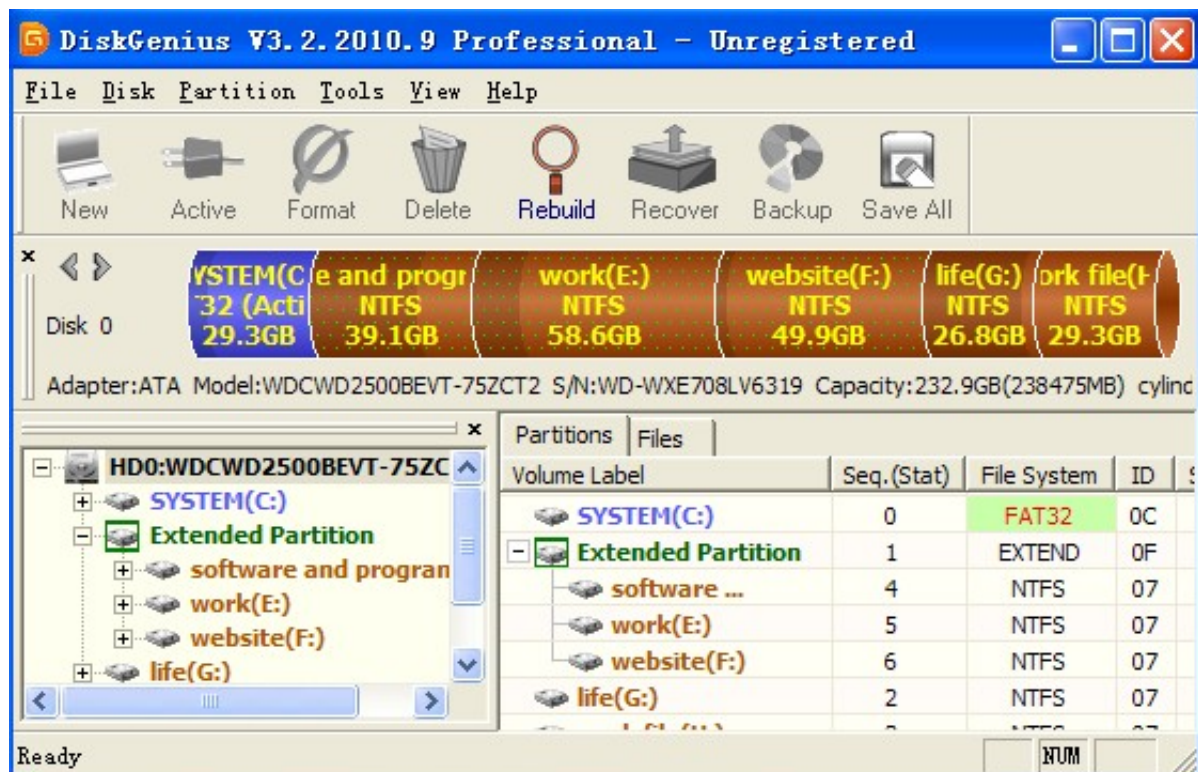 DiskGenius V3.2.2010.9 Professional - Unregistered
File Disk Partition Tools View Help
New Active Format Delete Rebuild Recover Backup Save All
YSTEM(C e and progr work(E:) website(F:) life(G:) ork file(H
32 (Acti NTFS NTFS NTFS NTFS NTFS
Disk 0
29.3GB 39.1GB 58.6GB 49.9GB 26.8GB 29.3GB
Adapter:ATA Model:WDCWD2500BEVT-75ZCT2 S/N:WD-WXE708LV6319 Capacity:232.9GB(238475MB) cylind
HD0:WDCWD2500BEVT-75ZC
SYSTEM(C:)
Extended Partition
software and program
work(E:)
website(F:)
life(G:)
Partitions Files
Volume Label Seq.(Stat) File System ID
SYSTEM(C:) 0 FAT32 0C
Extended Partition 1 EXTEND 0F
software ... 4 NTFS 07
work(E:) 5 NTFS 07
website(F:) 6 NTFS 07
life(G:) 2 NTFS 07
Ready NUM